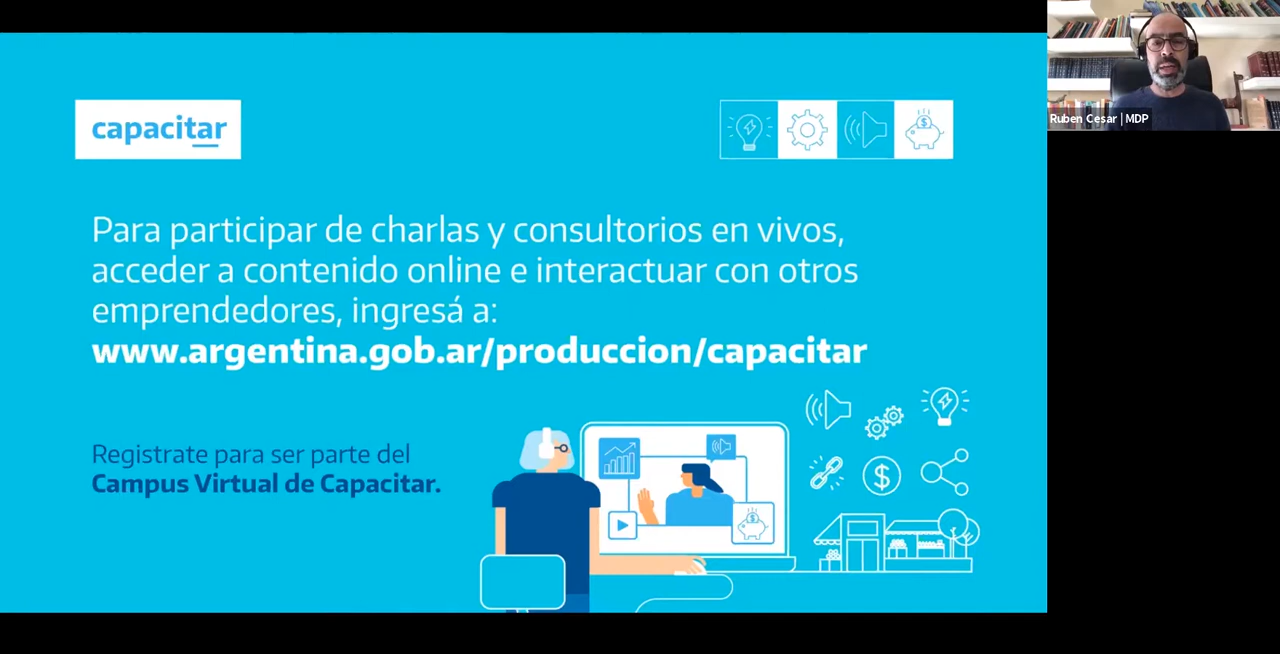 capacitar
Ruben Cesar | MDP
Para participar de charlas y consultorios en vivos,
acceder a contenido online e interactuar con otros
emprendedores, ingresá a:
www.argentina.gob.ar/produccion/capacitar
Registrate para ser parte del
Campus Virtual de Capacitar.